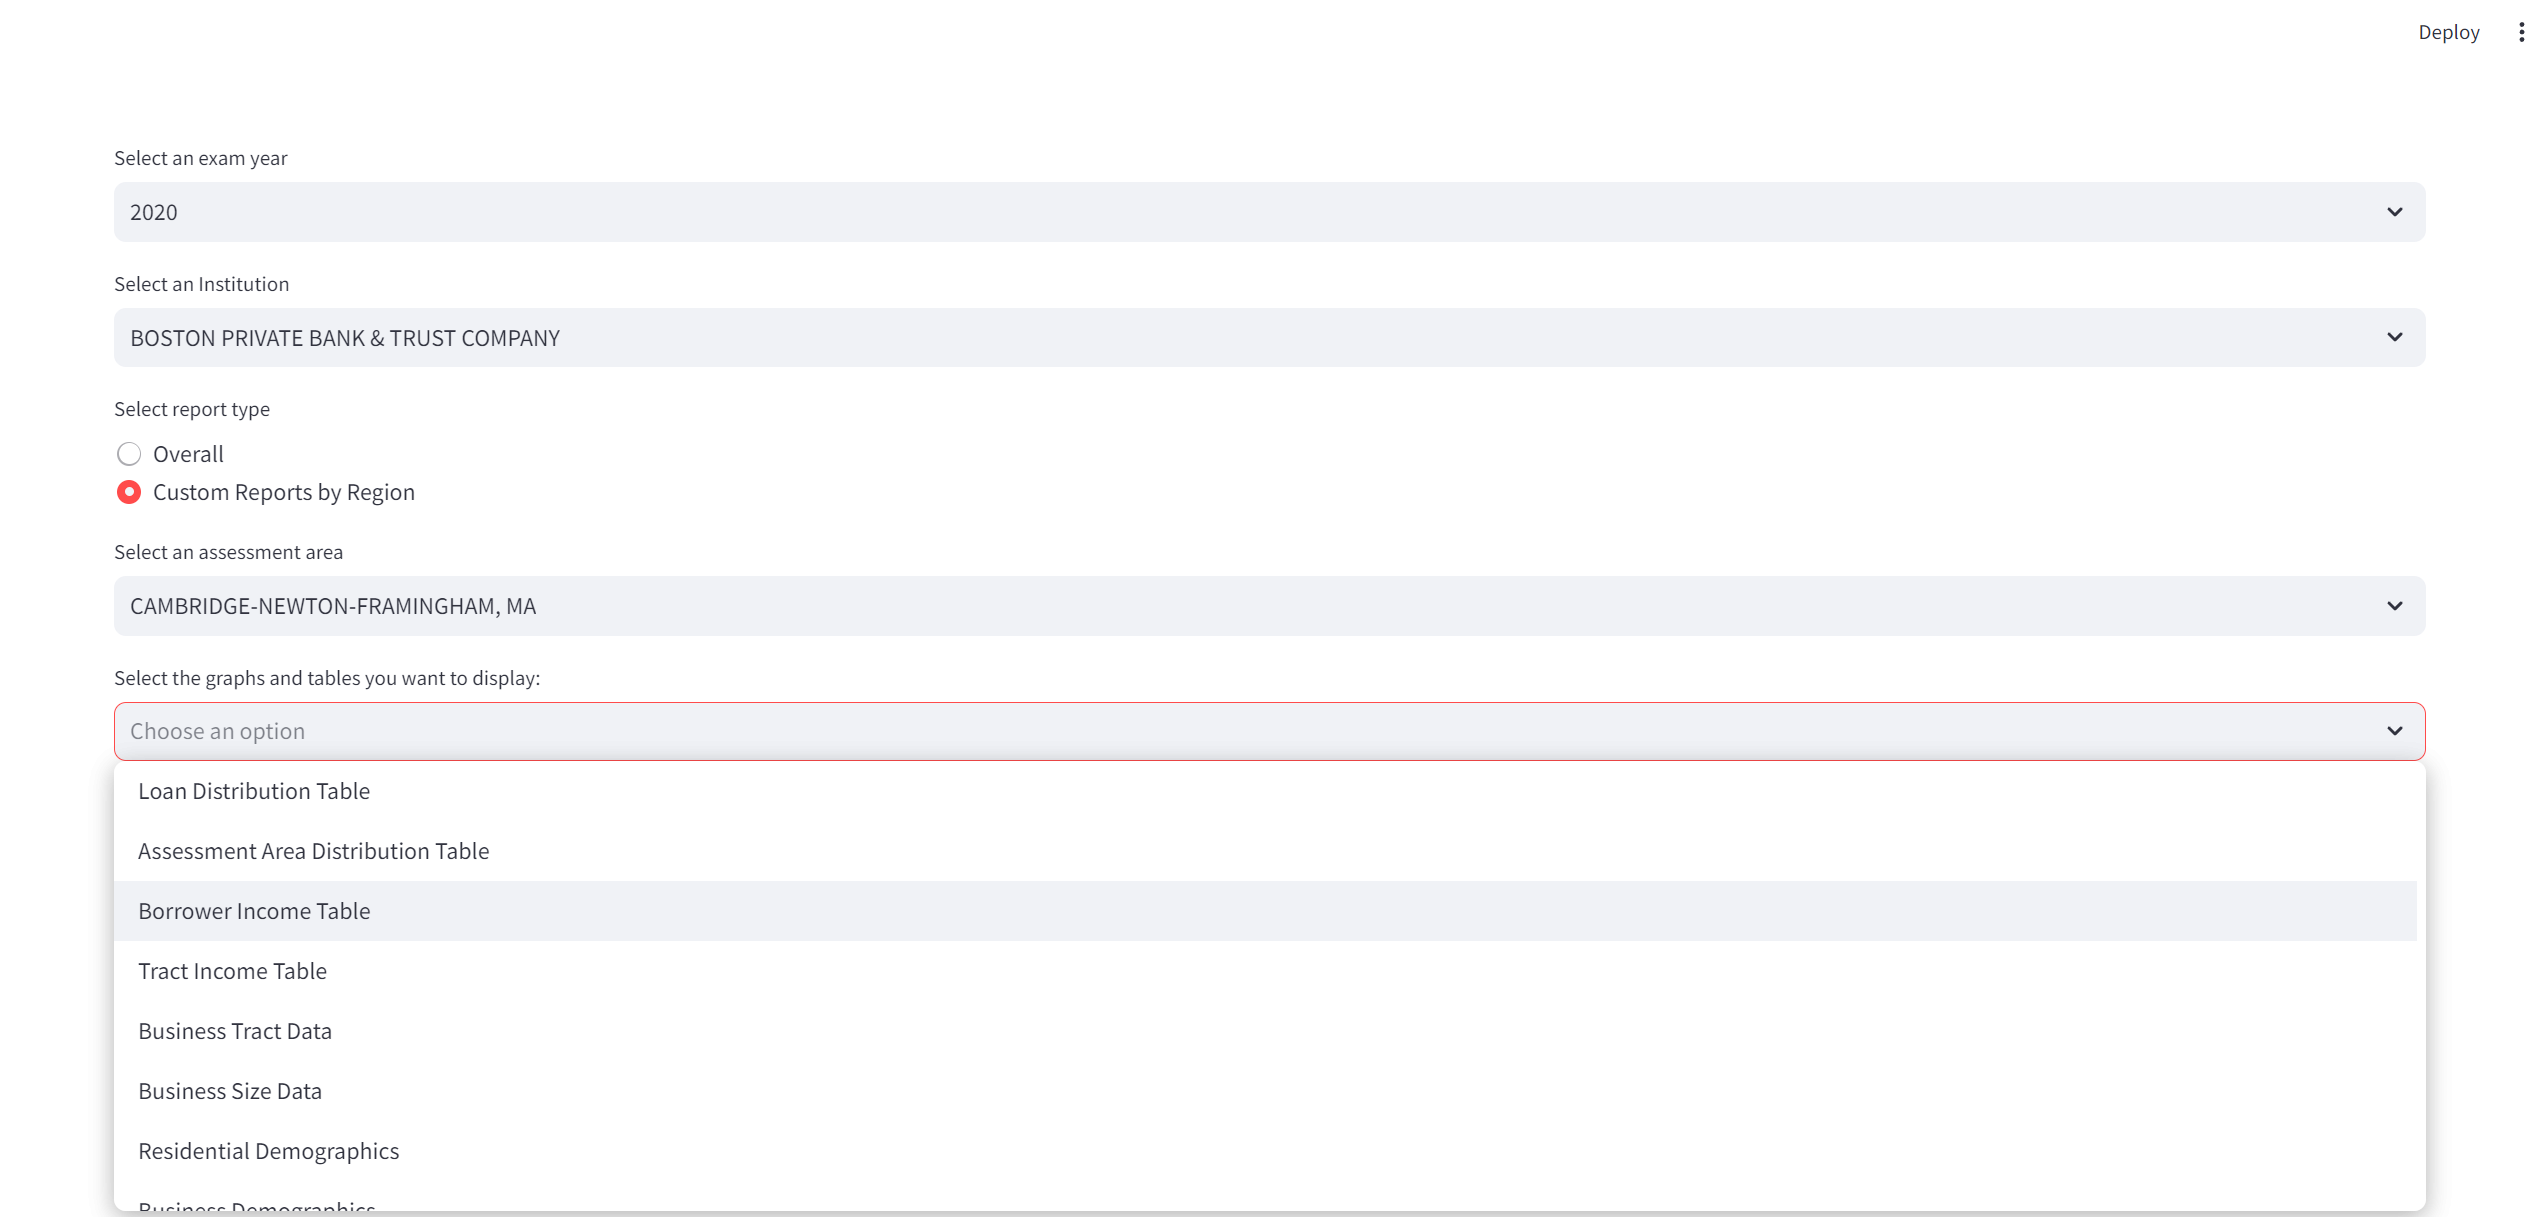 Deploy
Select an exam year
2020
Select an Institution
BOSTON PRIVATE BANK & TRUST COMPANY
Select report type
Overall
Custom Reports by Region
Select an assessment area
CAMBRIDGE-NEWTON-FRAMINGHAM, MA
Select the graphs and tables you want to display:
Choose an option
Loan Distribution Table
Assessment Area Distribution Table
Borrower Income Table
Tract Income Table
Business Tract Data
Business Size Data
Residential Demographics
Business Demographics